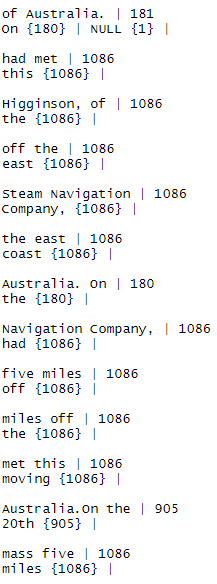 of Australia. | 181
On {180} | NULL {1} |
had met | 1086
this {1086} |
Higginson, of | 1086
the {1086} |
off the | 1086
east {1086} |
Steam Navigation | 1086
Company, {1086} |
the east | 1086
coast {1086} |
Australia. On | 180
the {180} |
Navigation Company, | 1086
had {1086} |
five miles | 1086
off {1086} |
miles off | 1086
the {1086} |
met this | 1086
moving {1086} |
Australia.On the | 905
20th {905} |
mass five | 1086
miles {1086} |